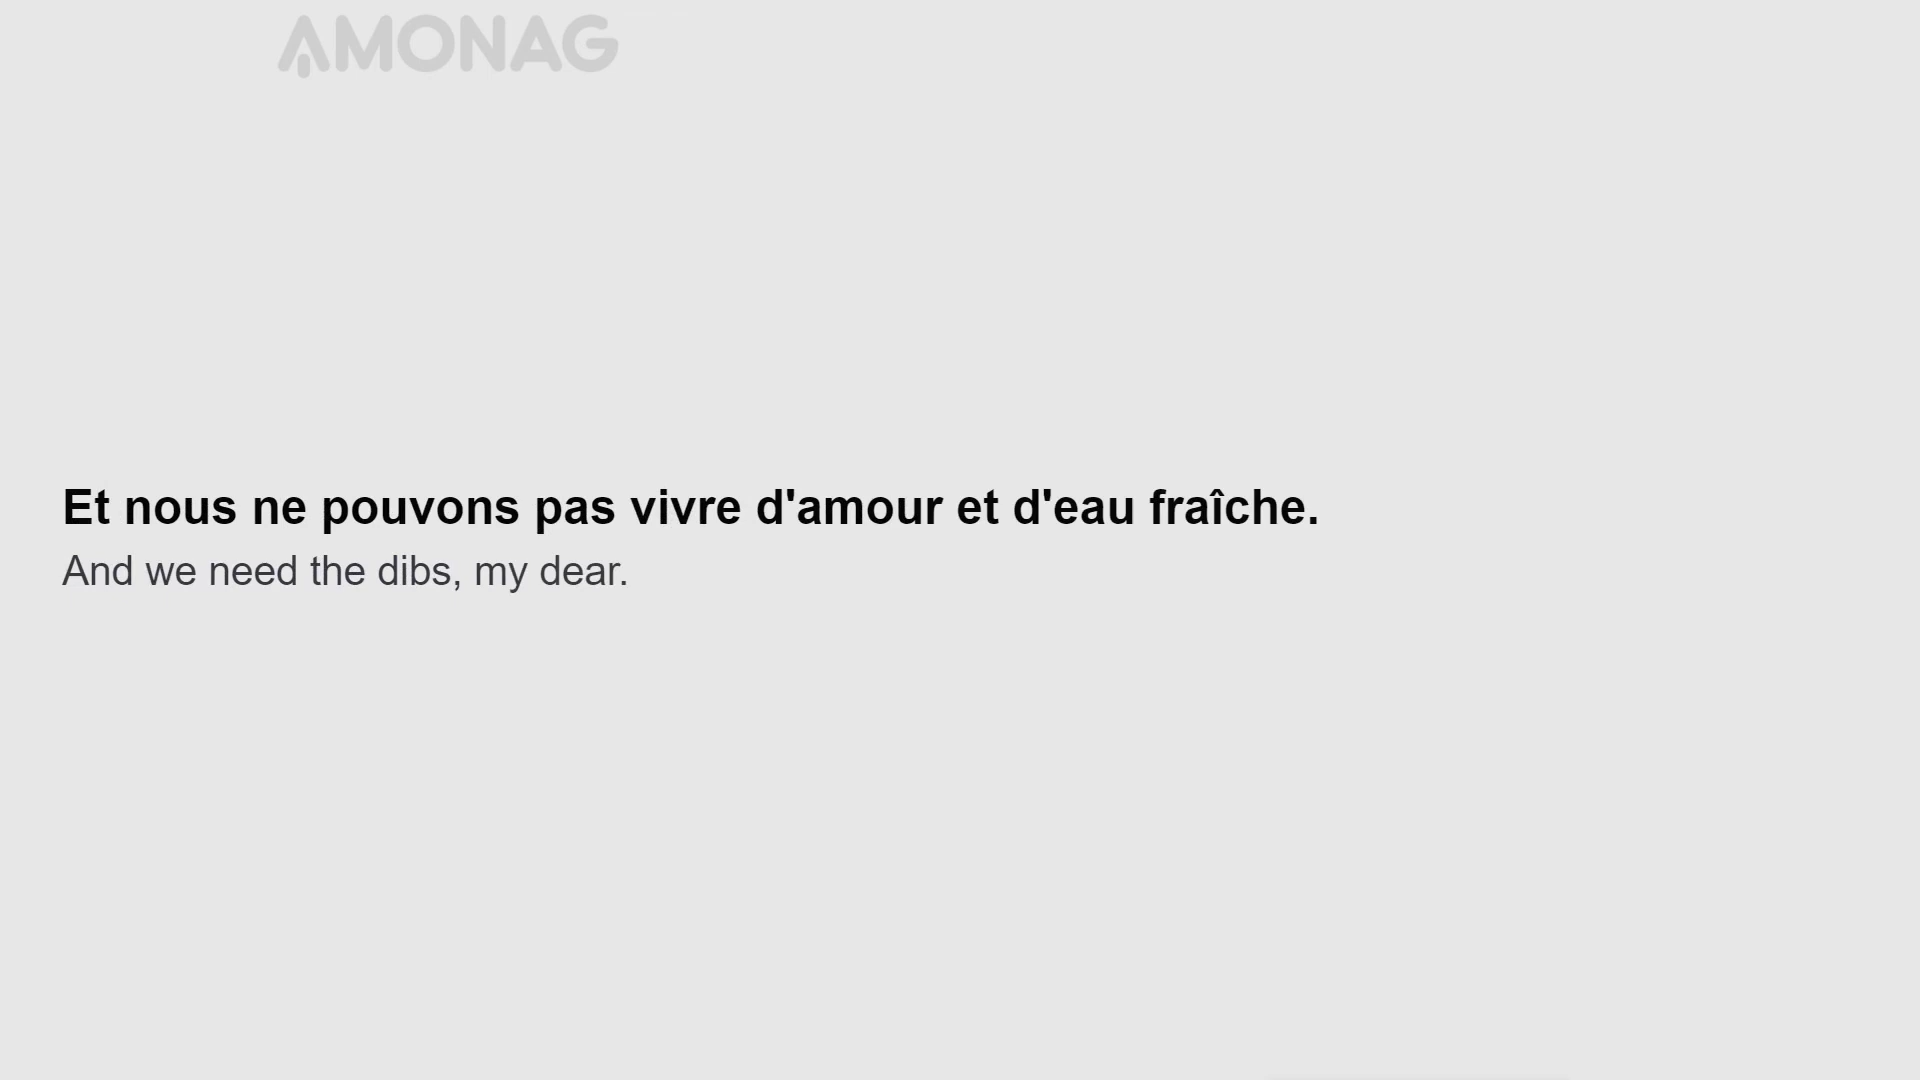 AMONAG
Et nous ne pouvons pas vivre d'amour et d'eau fraîche.
And we need the dibs, my dear.